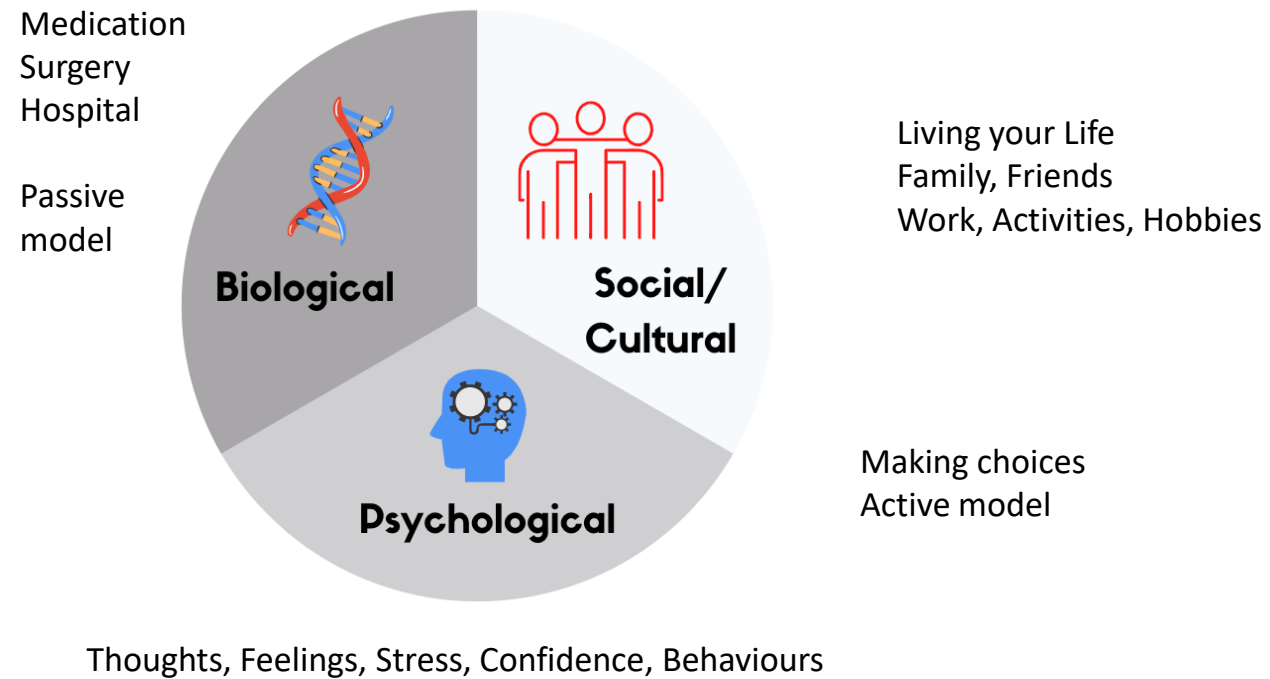 Medication
Surgery
Hospital
Passive
model
Biological
Social/
Cultural
Living your Life
Family, Friends
Work, Activities, Hobbies
Psychological
Making choices
Active model
Thoughts, Feelings, Stress, Confidence, Behaviours